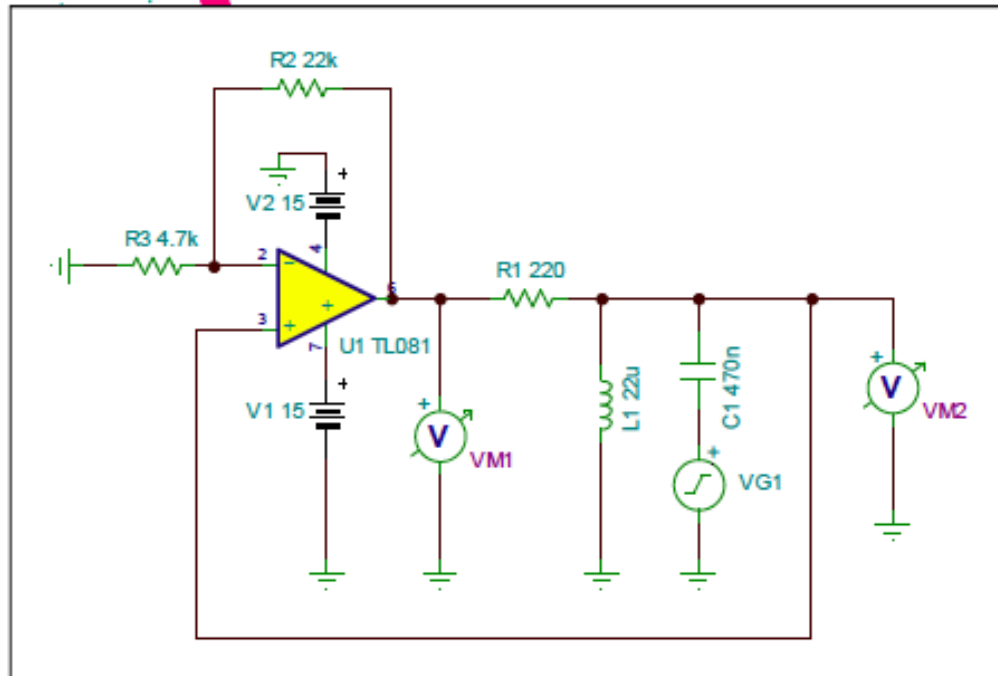 R2 22k
V2 15
+
R3 4.7k
2
4
6
R1 220
3
7
U1 TL081
V1 15
+
+
V
VM1
L1 22u
C1 470n
+
VG1
+
V
VM2